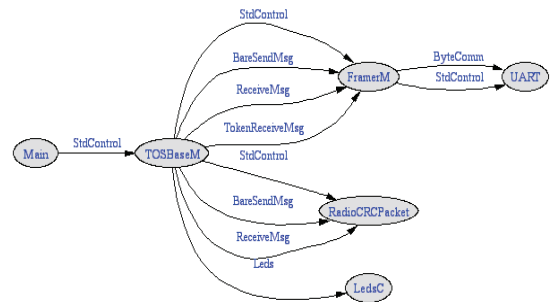 StdControl
BareSendMsg
ReceiveMsg
TokenReceiveMsg
FramerM
ByteComm
StdControl
UART
Main
StdControl
TOSBaseM
StdControl
BareSendMsg
ReceiveMsg
RadioCRCPacket
Leds
LedsC